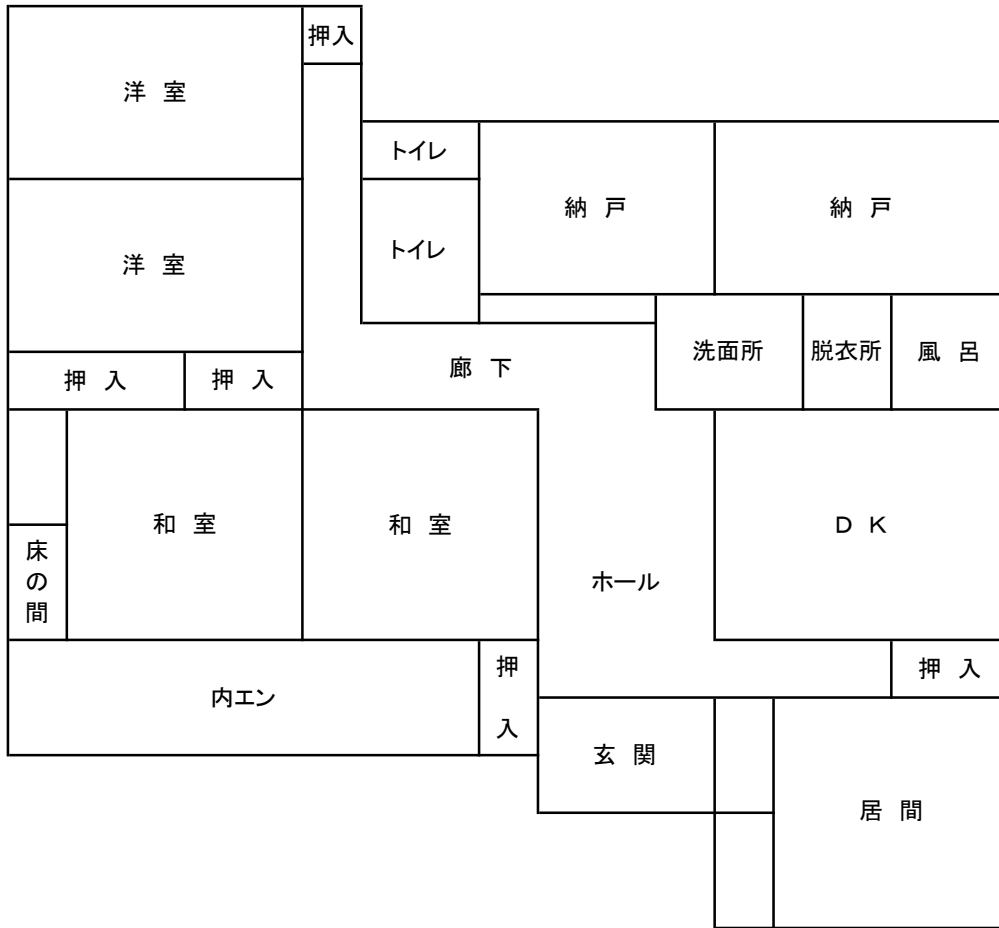 押入
洋 室
トイレ
納 戸
納 戸
トイレ
洋 室
洗面所
脱衣所
風 呂
廊 下
押 入
押 入
和 室
和 室
D K
床の間
ホール
押 入
押入
内エン
玄 関
居 間